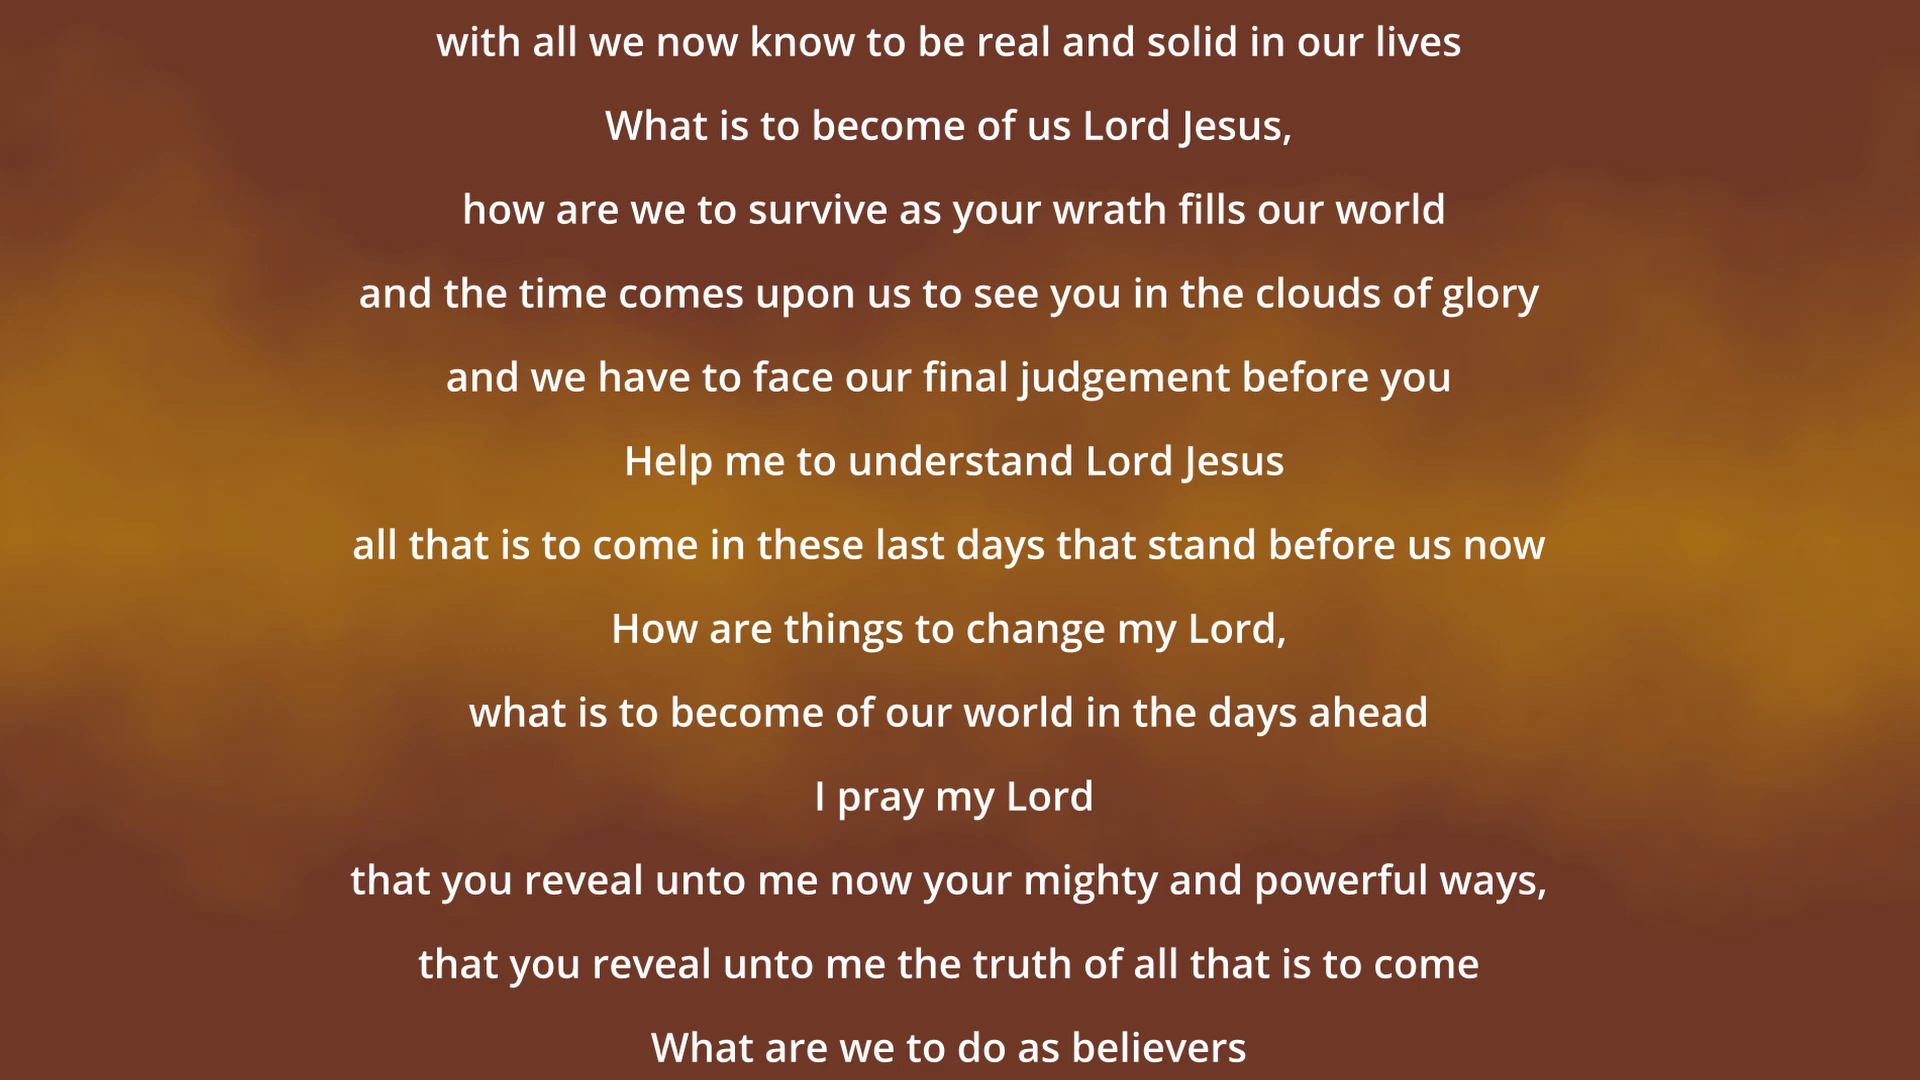 with all we now know to be real and solid in our lives
What is to become of us Lord Jesus,
how are we to survive as your wrath fills our world
and the time comes upon us to see you in the clouds of glory
and we have to face our final judgement before you
Help me to understand Lord Jesus
all that is to come in these last days that stand before us now
How are things to change my Lord,
what is to become of our world in the days ahead
I pray my Lord
that you reveal unto me now your mighty and powerful ways,
that you reveal unto me the truth of all that is to come
What are we to do as believers